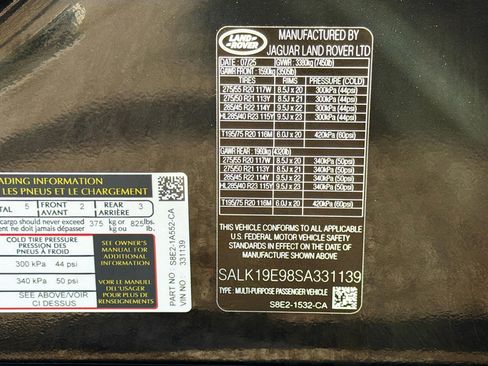 LAND ROVER
MANUFACTURED BY
JAGUAR LAND ROVER LTD
DATE: 07/25 GVWR: 3380kg (7450lb)
GAWR FRONT: 1590kg (3505lb)
TIRES RIMS PRESSURE (COLD)
275/55 R20 117W 8.5J x 20 300kPa (44psi)
275/50 R21 113Y 8.5J x 21 300kPa (44psi)
285/45 R22 114Y 9.5J x 22 300kPa (44psi)
HL285/40 R23 115Y 9.5J x 23 300kPa (44psi)
T195/75 R20 116M 6.0J x 20 420kPa (60psi)
GAWR REAR: 1960kg (4320lb)
275/55 R20 117W 8.5J x 20 340kPa (50psi)
275/50 R21 113Y 8.5J x 21 340kPa (50psi)
285/45 R22 114Y 9.5J x 22 340kPa (50psi)
HL285/40 R23 115Y 9.5J x 23 340kPa (50psi)
T195/75 R20 116M 6.0J x 20 420kPa (60psi)
THIS VEHICLE CONFORMS TO ALL APPLICABLE
U.S. FEDERAL MOTOR VEHICLE SAFETY
STANDARDS IN EFFECT ON THE DATE OF
MANUFACTURE SHOWN ABOVE
SALK19E98SA331139
TYPE: MULTI-PURPOSE PASSENGER VEHICLE
S8E2-1532-CA
ADING INFORMATION
LES PNEUS ET LE CHARGEMENT
TAL 5 FRONT AVANT 2 REAR ARRIÈRE 3
cargo should never exceed
ne doit jamais dépasser 375 kg or kg ou 825 lbs. lb.
COLD TIRE PRESSURE
PRESSION DES
PNEUS À FROID
300 kPa 44 psi
340 kPa 50 psi
SEE ABOVE/VOIR
CI DESSUS
SEE OWNER'S
MANUAL FOR
ADDITIONAL
INFORMATION
VOIR LE MANUEL
DE L'USAGER
POUR PLUS DE
RENSEIGNEMENTS
PART NO S8E2-1A552-CA
VIN NO : 331139